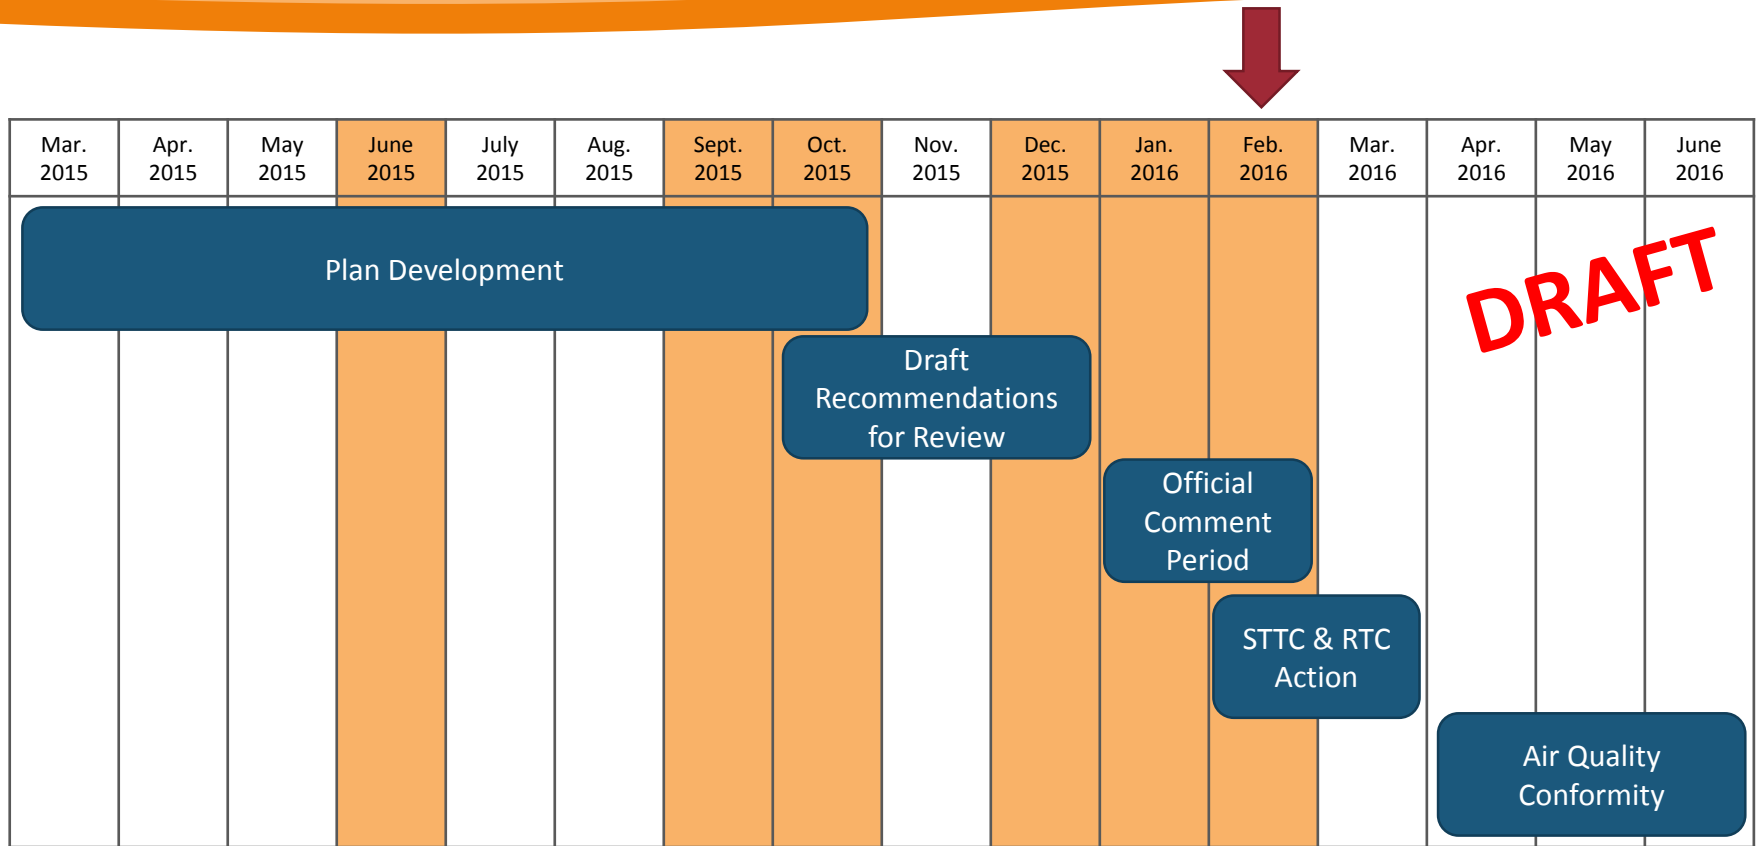 Mar. 2015
Apr. 2015
May 2015
June 2015
July 2015
Aug. 2015
Sept. 2015
Oct. 2015
Nov. 2015
Dec. 2015
Jan. 2016
Feb. 2016
Mar. 2016
Apr. 2016
May 2016
June 2016
Plan Development
DRAFT
Draft
Recommendations
for Review
Official
Comment
Period
STTC & RTC
Action
Air Quality
Conformity